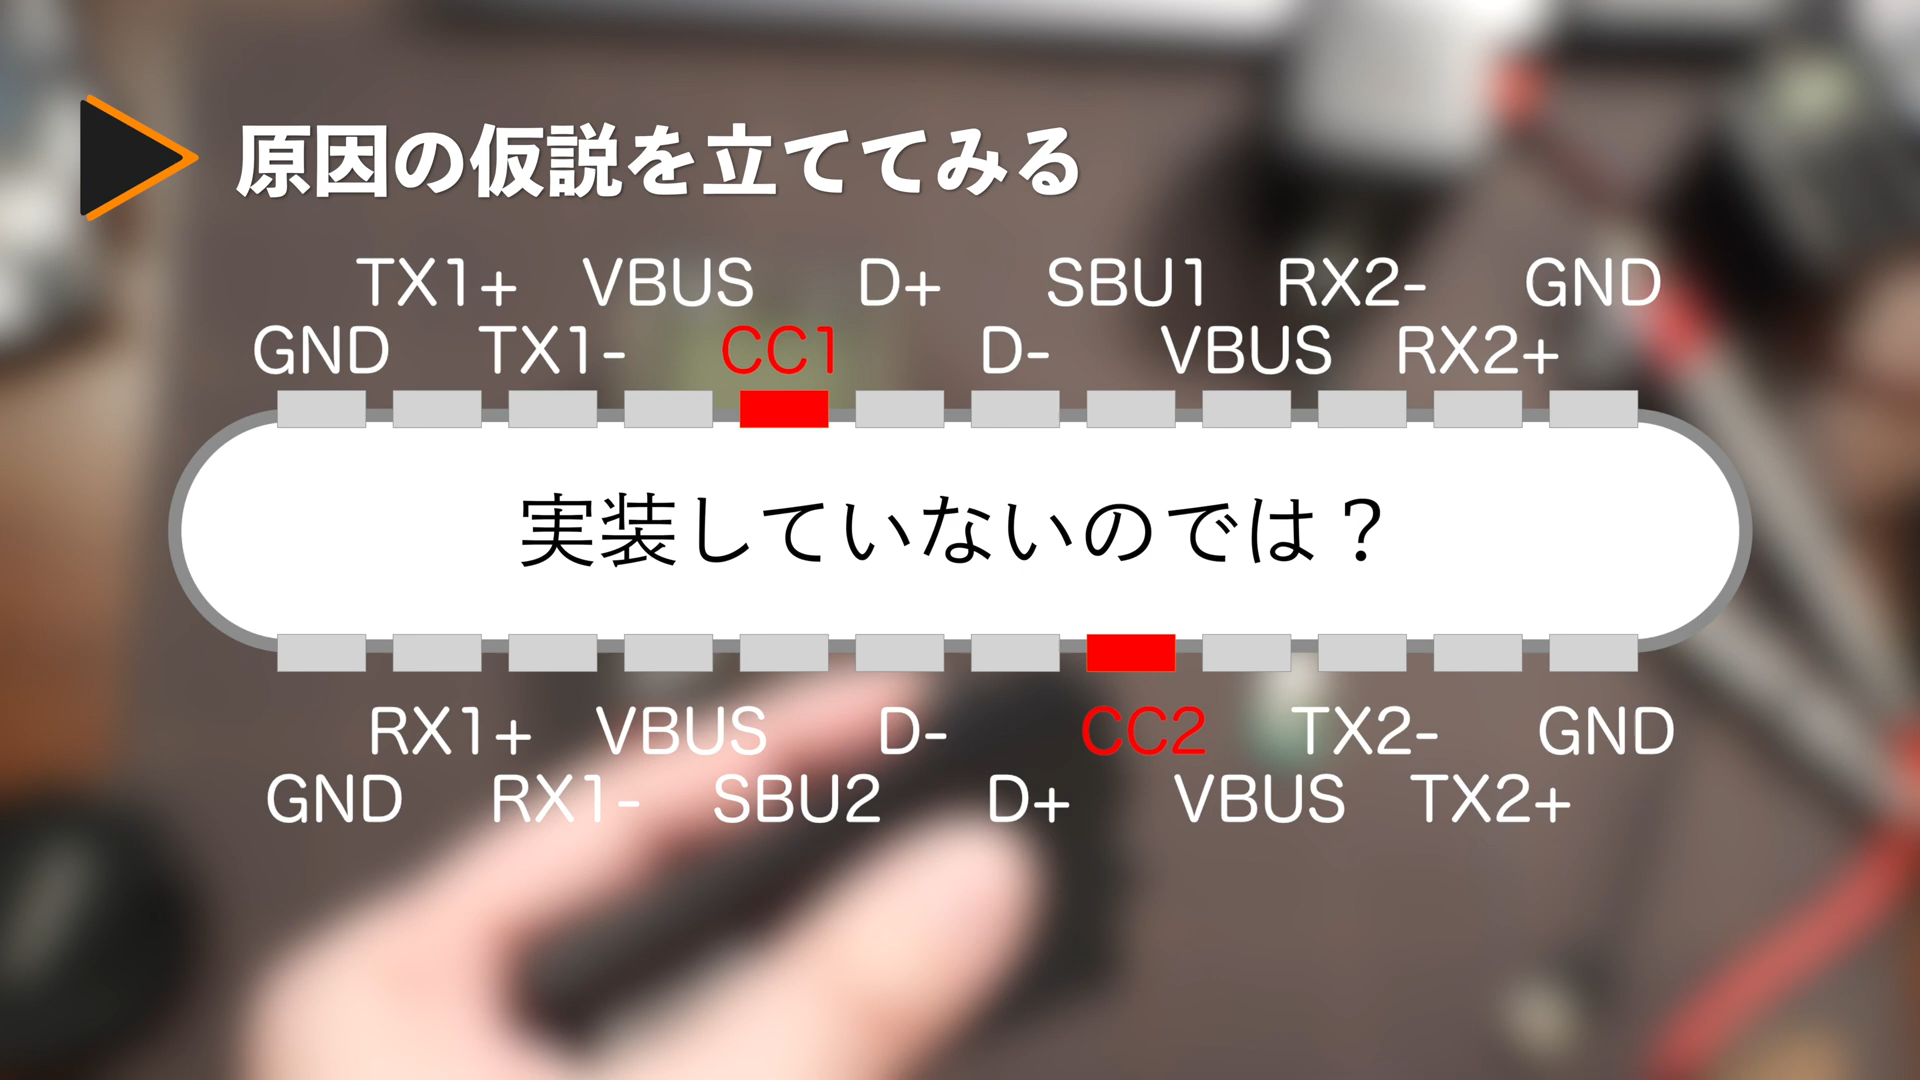 原因の仮説を立ててみる
TX1+ VBUS D+ SBU1 RX2- GND
GND TX1- CC1 D- VBUS RX2+
実装していないのでは？
RX1+ VBUS D- CC2 TX2- GND
GND RX1- SBU2 D+ VBUS TX2+